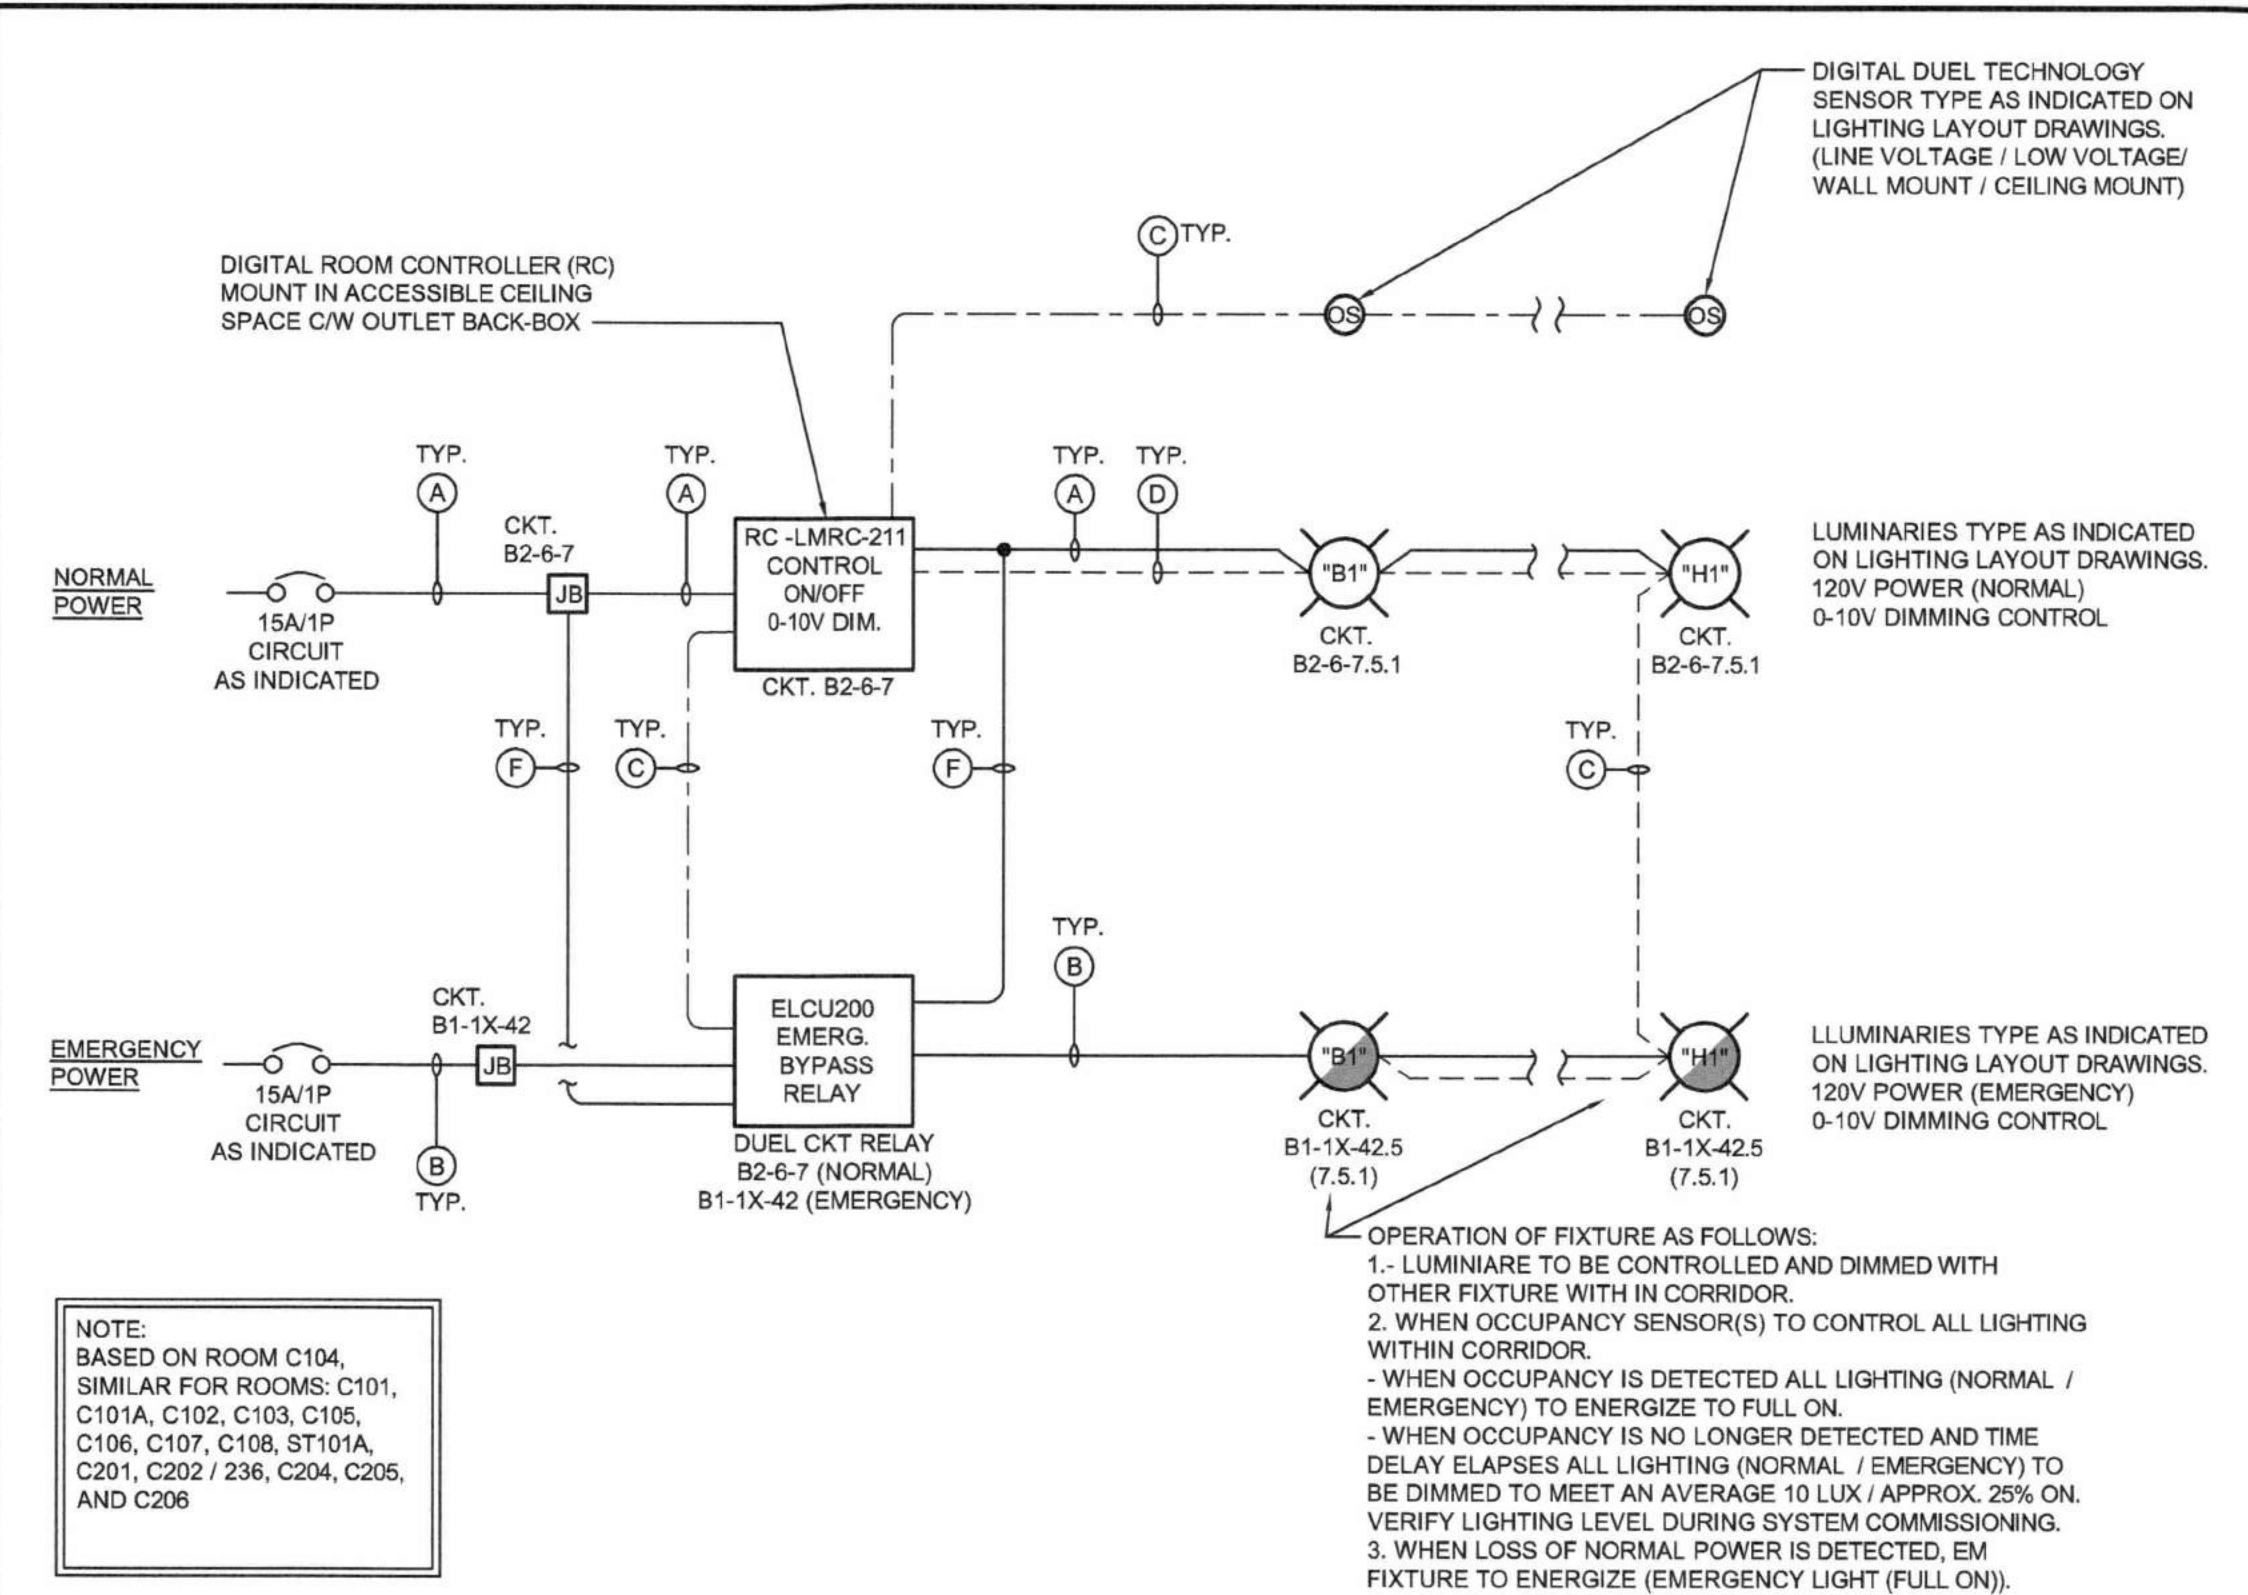 DIGITAL DUEL TECHNOLOGY
SENSOR TYPE AS INDICATED ON
LIGHTING LAYOUT DRAWINGS.
(LINE VOLTAGE / LOW VOLTAGE/
WALL MOUNT / CEILING MOUNT)
C TYP.
DIGITAL ROOM CONTROLLER (RC)
MOUNT IN ACCESSIBLE CEILING
SPACE C/W OUTLET BACK-BOX
OS
OS
TYP.
A
TYP.
A
TYP.
A
TYP.
D
CKT.
B2-6-7
JB
NORMAL
POWER
15A/1P
CIRCUIT
AS INDICATED
RC -LMRC-211
CONTROL
ON/OFF
0-10V DIM.
CKT. B2-6-7
"B1"
CKT.
B2-6-7.5.1
"H1"
CKT.
B2-6-7.5.1
LUMINARIES TYPE AS INDICATED
ON LIGHTING LAYOUT DRAWINGS.
120V POWER (NORMAL)
0-10V DIMMING CONTROL
TYP.
F
TYP.
C
TYP.
F
TYP.
C
TYP.
B
CKT.
B1-1X-42
JB
EMERGENCY
POWER
15A/1P
CIRCUIT
AS INDICATED
B
TYP.
ELCU200
EMERG.
BYPASS
RELAY
DUEL CKT RELAY
B2-6-7 (NORMAL)
B1-1X-42 (EMERGENCY)
"B1"
CKT.
B1-1X-42.5
(7.5.1)
"H1"
CKT.
B1-1X-42.5
(7.5.1)
LLUMINARIES TYPE AS INDICATED
ON LIGHTING LAYOUT DRAWINGS.
120V POWER (EMERGENCY)
0-10V DIMMING CONTROL
OPERATION OF FIXTURE AS FOLLOWS:
1.- LUMINIARE TO BE CONTROLLED AND DIMMED WITH
OTHER FIXTURE WITH IN CORRIDOR.
2. WHEN OCCUPANCY SENSOR(S) TO CONTROL ALL LIGHTING
WITHIN CORRIDOR.
- WHEN OCCUPANCY IS DETECTED ALL LIGHTING (NORMAL /
EMERGENCY) TO ENERGIZE TO FULL ON.
- WHEN OCCUPANCY IS NO LONGER DETECTED AND TIME
DELAY ELAPSES ALL LIGHTING (NORMAL / EMERGENCY) TO
BE DIMMED TO MEET AN AVERAGE 10 LUX / APPROX. 25% ON.
VERIFY LIGHTING LEVEL DURING SYSTEM COMMISSIONING.
3. WHEN LOSS OF NORMAL POWER IS DETECTED, EM
FIXTURE TO ENERGIZE (EMERGENCY LIGHT (FULL ON)).
NOTE:
BASED ON ROOM C104,
SIMILAR FOR ROOMS: C101,
C101A, C102, C103, C105,
C106, C107, C108, ST101A,
C201, C202 / 236, C204, C205,
AND C206